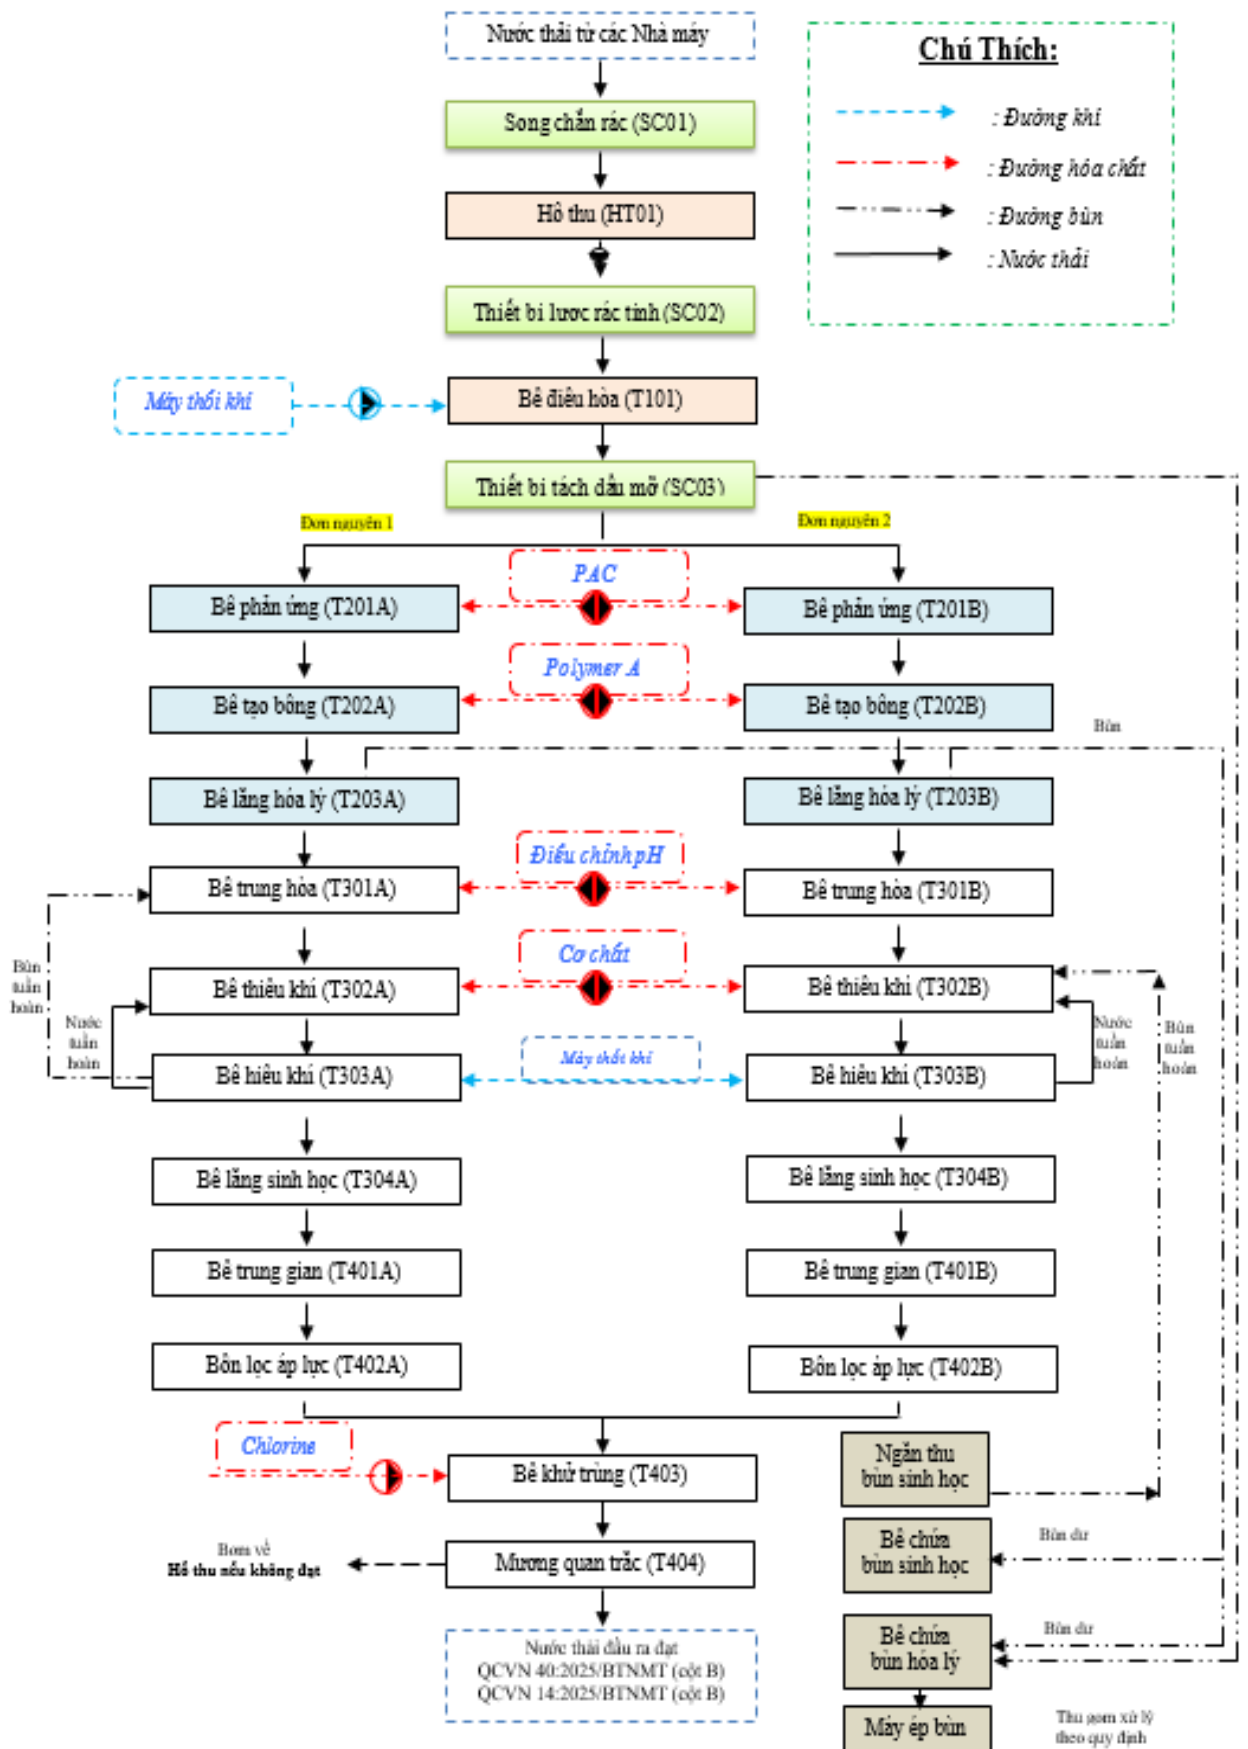 Nước thải từ các Nhà máy
Chú Thích:
: Đường khí
: Đường hóa chất
: Đường bùn
: Nước thải
Song chắn rác (SC01)
Hố thu (HT01)
Thiết bị lược rác tinh (SC02)
Máy thổi khí
Bể điều hòa (T101)
Thiết bị tách dầu mỡ (SC03)
Đơn nguyên 1
Đơn nguyên 2
PAC
Bể phản ứng (T201A)
Bể phản ứng (T201B)
Polymer A
Bể tạo bông (T202A)
Bể tạo bông (T202B)
Bùn
Bể lắng hóa lý (T203A)
Bể lắng hóa lý (T203B)
Điều chỉnh pH
Bể trung hòa (T301A)
Bể trung hòa (T301B)
Cơ chất
Bể thiếu khí (T302A)
Bể thiếu khí (T302B)
Bùn
tuần
hoàn
Nước
tuần
hoàn
Nước
tuần
hoàn
Bùn
tuần
hoàn
Máy thổi khí
Bể hiếu khí (T303A)
Bể hiếu khí (T303B)
Bể lắng sinh học (T304A)
Bể lắng sinh học (T304B)
Bể trung gian (T401A)
Bể trung gian (T401B)
Bồn lọc áp lực (T402A)
Bồn lọc áp lực (T402B)
Chlorine
Bể khử trùng (T403)
Ngăn thu
bùn sinh học
Bơm về
Hố thu nếu không đạt
Mương quan trắc (T404)
Bể chứa
bùn sinh học
Bùn dư
Nước thải đầu ra đạt
QCVN 40:2025/BTNMT (cột B)
QCVN 14:2025/BTNMT (cột B)
Bể chứa
bùn hóa lý
Bùn dư
Máy ép bùn
Thu gom xử lý
theo quy định